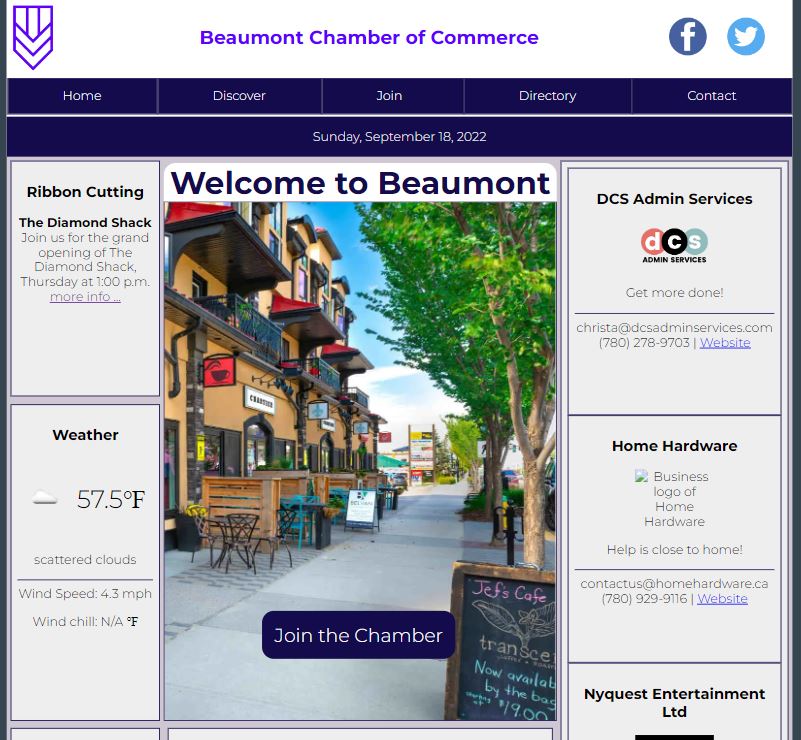 Beaumont Chamber of Commerce
Home
Discover
Join
Directory
Contact
Sunday, September 18, 2022
Ribbon Cutting
The Diamond Shack
Join us for the grand
opening of The
Diamond Shack,
Thursday at 1:00 p.m.
more info ...
Weather
57.5°F
scattered clouds
Wind Speed: 4.3 mph
Wind chill: N/A °F
Welcome to Beaumont
CHARTIER
Jef's Cafe
transce
Now availab
by the bag
$19.00
Join the Chamber
DCS Admin Services
dcs
ADMIN SERVICES
Get more done!
christa@dcsadminservices.com
(780) 278-9703 | Website
Home Hardware
Business
logo of
Home
Hardware
Help is close to home!
contactus@homehardware.ca
(780) 929-9116 | Website
Nyquest Entertainment
Ltd